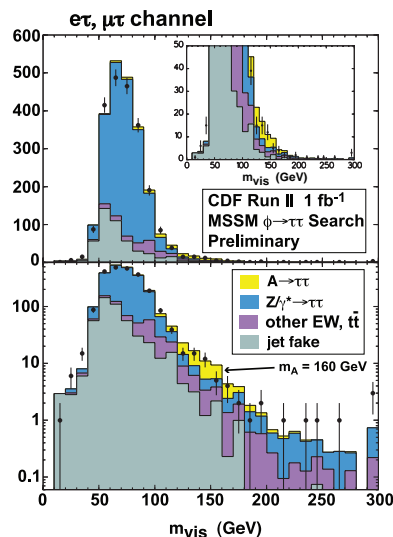 eτ, μτ channel
600
500
400
300
200
100
0
50
40
30
20
10
0
0 50 100 150 200 250 300
m_vis (GeV)
CDF Run II 1 fb⁻¹
MSSM ϕ→ττ Search
Preliminary
A→ττ
Z/γ*→ττ
other EW, tt̄
jet fake
m_A = 160 GeV
10²
10
1
0.1
0 50 100 150 200 250 300
m_vis (GeV)